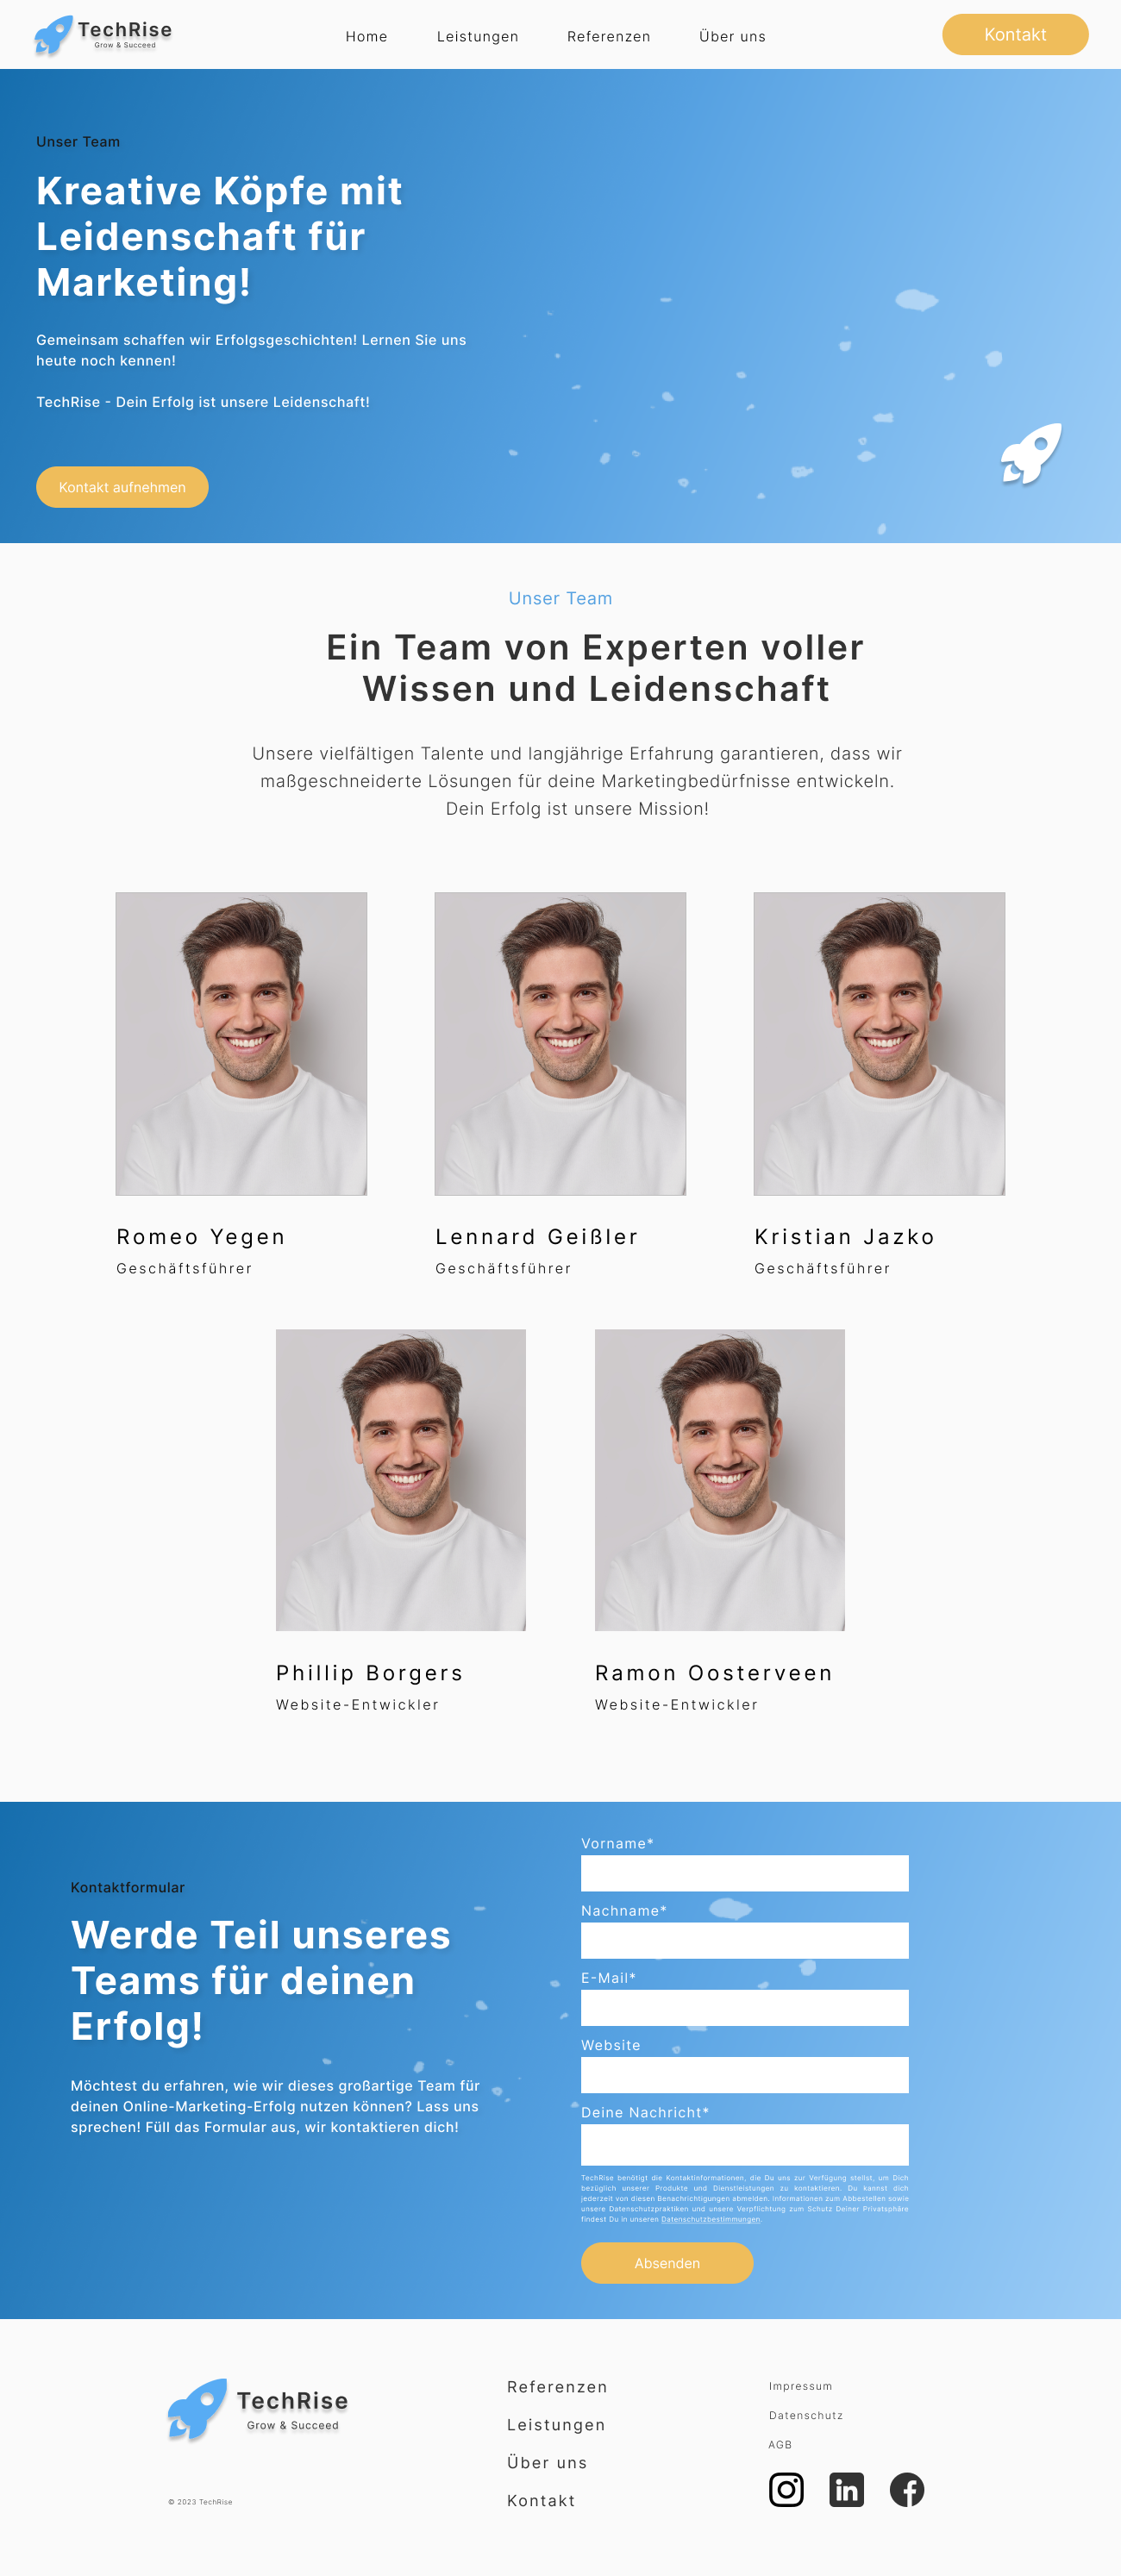 TechRise
Grow & Succeed
Home
Leistungen
Referenzen
Über uns
Kontakt
Unser Team
Kreative Köpfe mit
Leidenschaft für
Marketing!
Gemeinsam schaffen wir Erfolgsgeschichten! Lernen Sie uns
heute noch kennen!
TechRise - Dein Erfolg ist unsere Leidenschaft!
Kontakt aufnehmen
Unser Team
Ein Team von Experten voller
Wissen und Leidenschaft
Unsere vielfältigen Talente und langjährige Erfahrung garantieren, dass wir
maßgeschneiderte Lösungen für deine Marketingbedürfnisse entwickeln.
Dein Erfolg ist unsere Mission!
Romeo Yegen
Geschäftsführer
Lennard Geißler
Geschäftsführer
Kristian Jazko
Geschäftsführer
Phillip Borgers
Website-Entwickler
Ramon Oosterveen
Website-Entwickler
Kontaktformular
Werde Teil unseres
Teams für deinen
Erfolg!
Möchtest du erfahren, wie wir dieses großartige Team für
deinen Online-Marketing-Erfolg nutzen können? Lass uns
sprechen! Füll das Formular aus, wir kontaktieren dich!
Vorname*
Nachname*
E-Mail*
Website
Deine Nachricht*
TechRise benötigt die Kontaktinformationen, die Du uns zur Verfügung stellst, um Dich
bezüglich unserer Produkte und Dienstleistungen zu kontaktieren. Du kannst dich
jederzeit von diesen Benachrichtigungen abmelden. Informationen zum Abbestellen sowie
unsere Datenschutzpraktiken und unsere Verpflichtung zum Schutz Deiner Privatsphäre
findest Du in unseren Datenschutzbestimmungen.
Absenden
TechRise
Grow & Succeed
© 2023 TechRise
Referenzen
Leistungen
Über uns
Kontakt
Impressum
Datenschutz
AGB